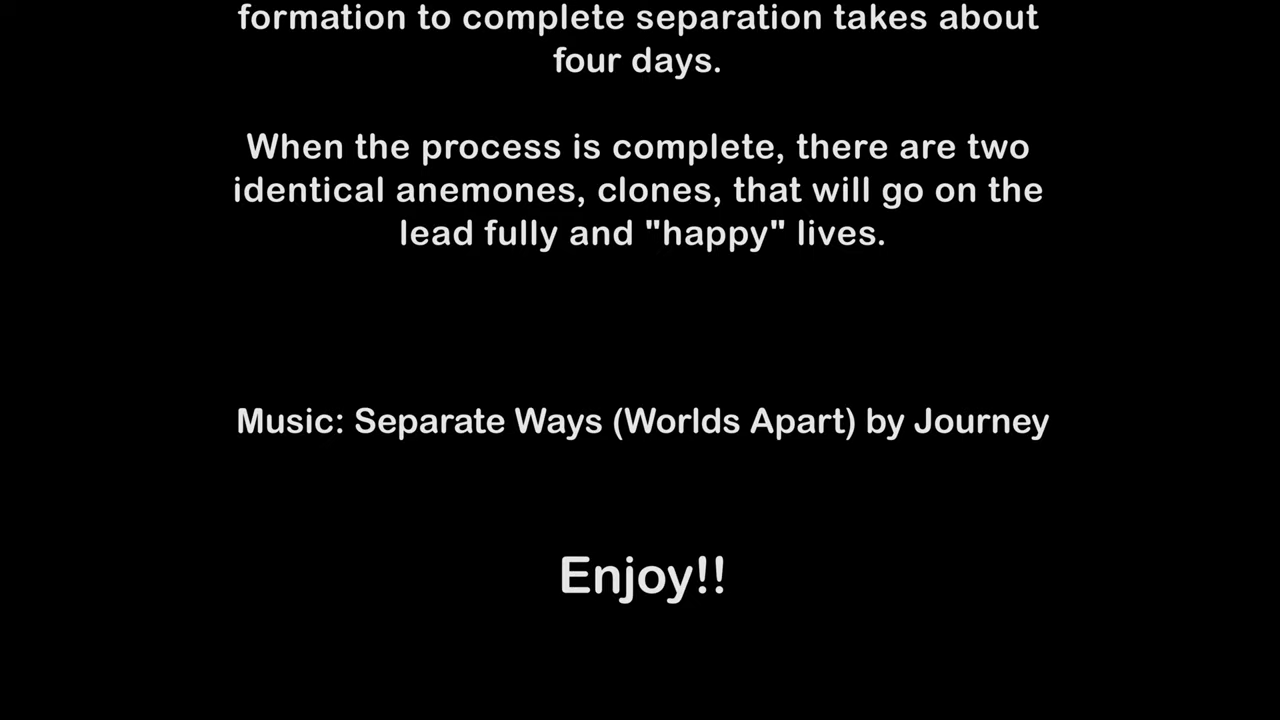 formation to complete separation takes about
four days.
When the process is complete, there are two
identical anemones, clones, that will go on the
lead fully and "happy" lives.
Music: Separate Ways (Worlds Apart) by Journey
Enjoy!!